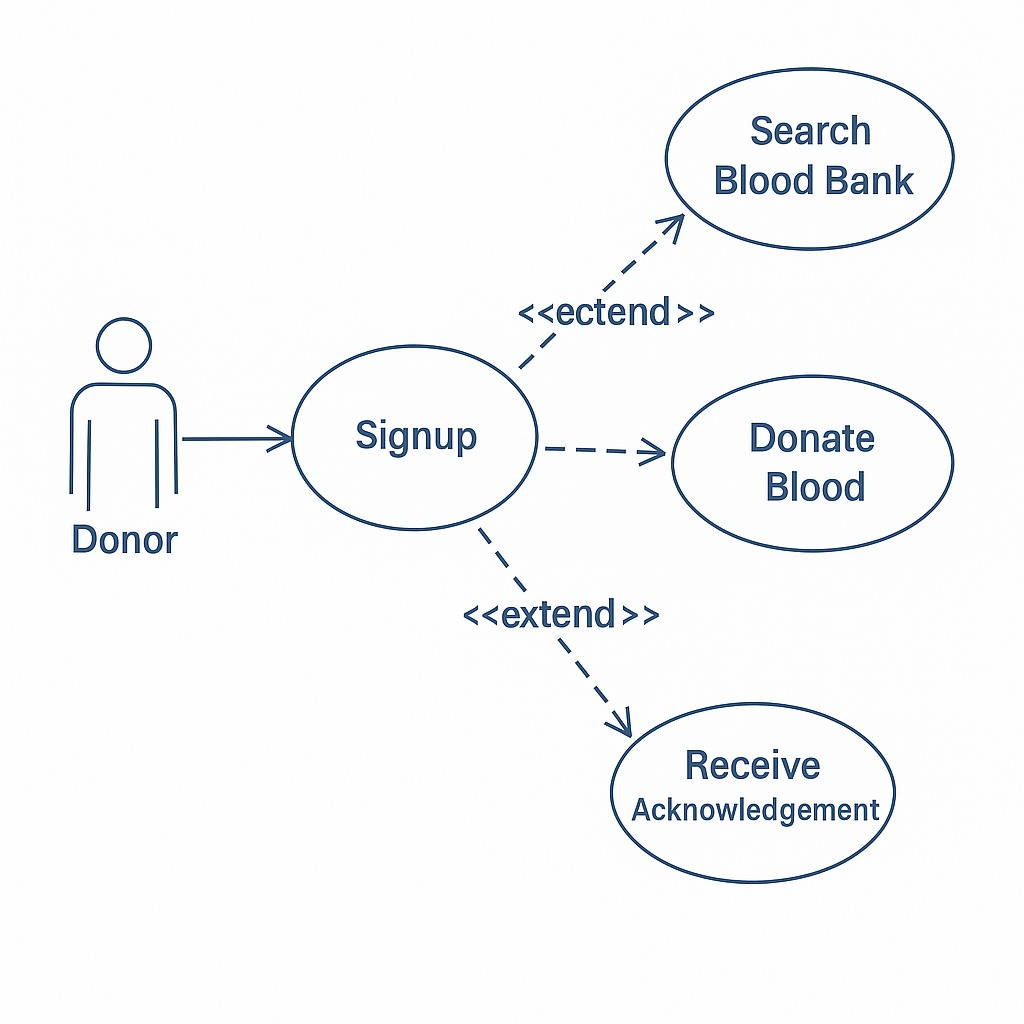 Search
Blood Bank
<<ectend>>
Signup
Donate
Blood
Donor
<<extend>>
Receive
Acknowledgement